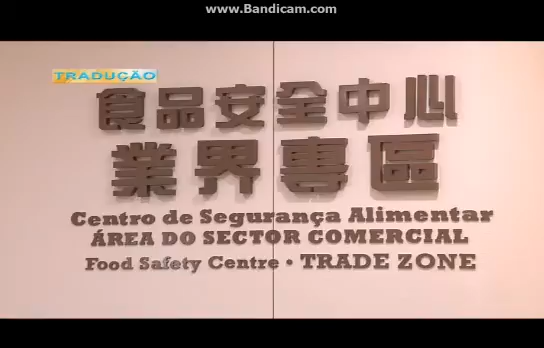 www.Bandicam.com
TRADUÇÃO
食品安全中心
業界專區
Centro de Segurança Alimentar
ÁREA DO SECTOR COMERCIAL
Food Safety Centre • TRADE ZONE